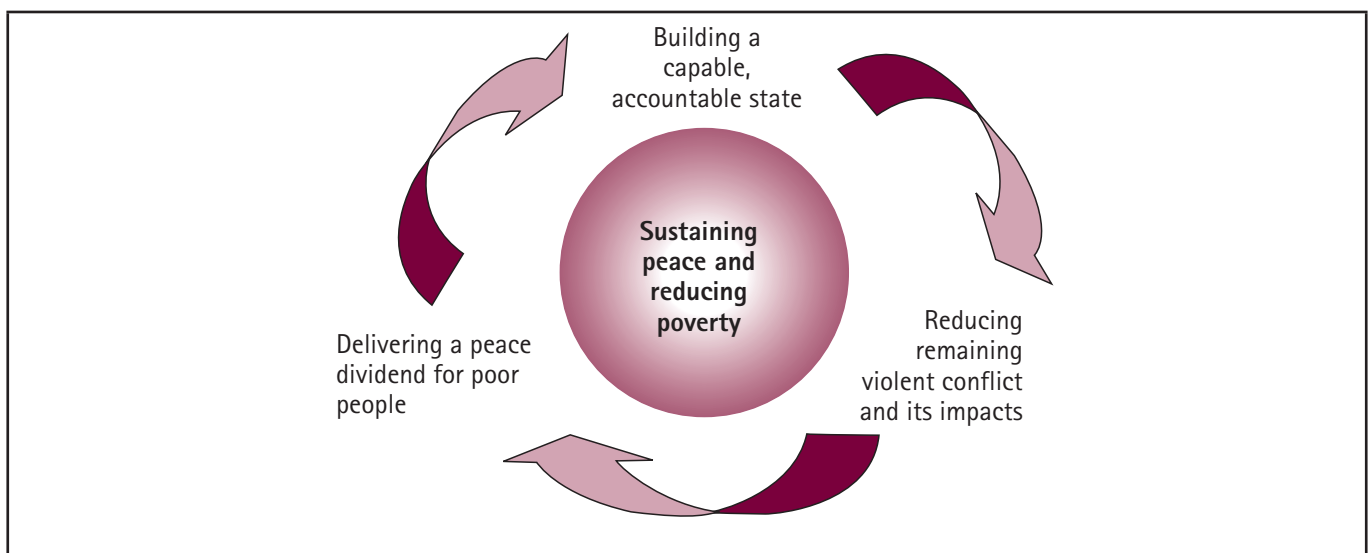 Building a
capable,
accountable state
Sustaining
peace and
reducing
poverty
Reducing
remaining
violent conflict
and its impacts
Delivering a peace
dividend for poor
people